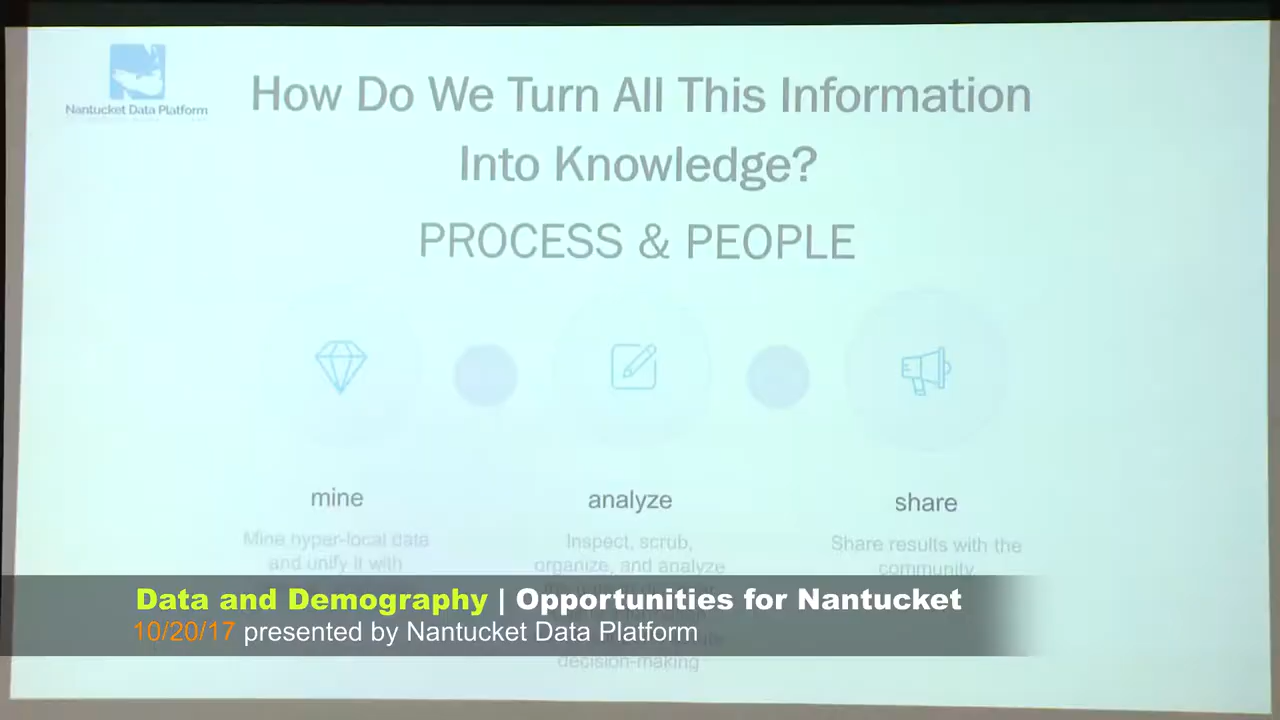 Nantucket Data Platform
How Do We Turn All This Information
Into Knowledge?
PROCESS & PEOPLE
mine
analyze
share
Mine hyper-local data
and unify it with
Inspect, scrub,
organize, and analyze
Share results with the
community
Data and Demography | Opportunities for Nantucket
10/20/17 presented by Nantucket Data Platform
decision-making